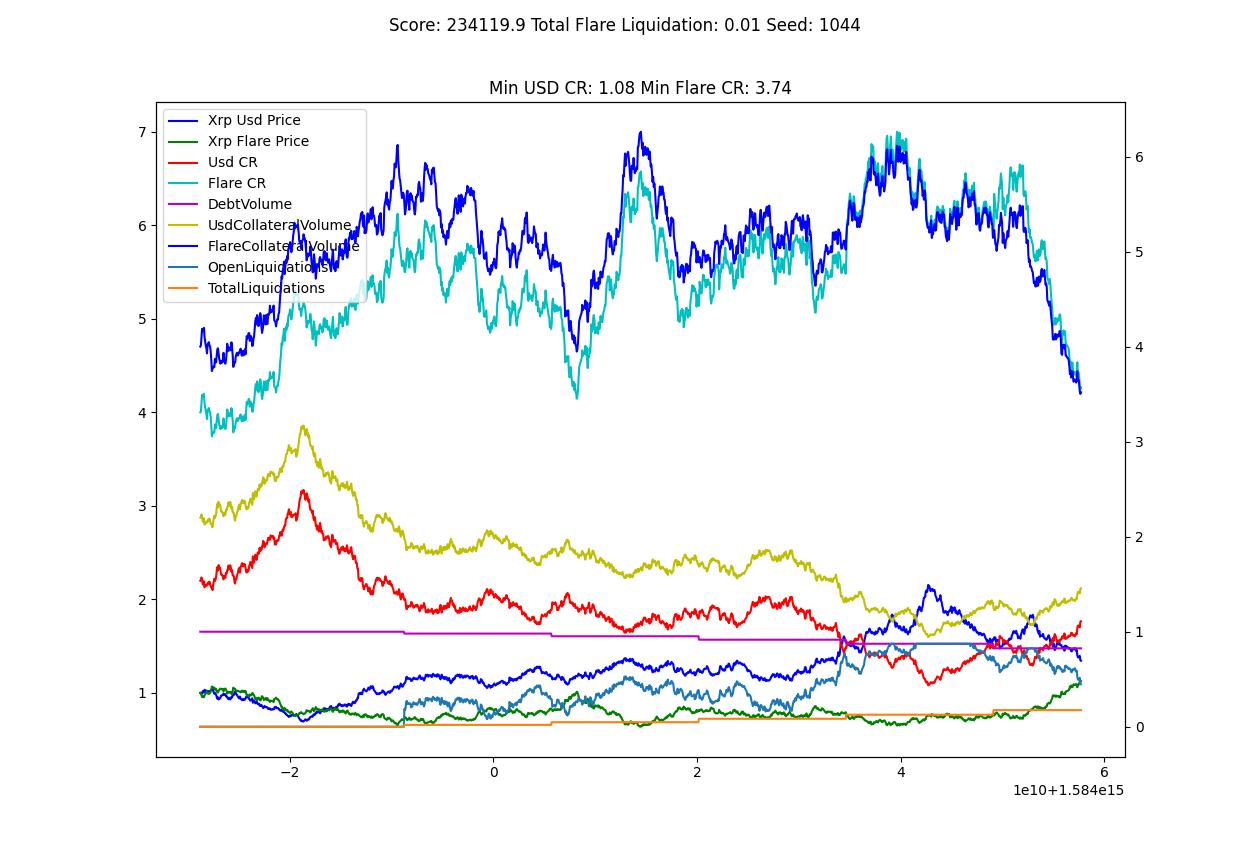 Score: 234119.9 Total Flare Liquidation: 0.01 Seed: 1044
Min USD CR: 1.08 Min Flare CR: 3.74
Xrp Usd Price
Xrp Flare Price
Usd CR
Flare CR
DebtVolume
UsdCollateralVolume
FlareCollateralVolume
OpenLiquidations
TotalLiquidations
7
6
5
4
3
2
1
6
5
4
3
2
1
0
−2
0
2
4
6
1e10+1.584e15